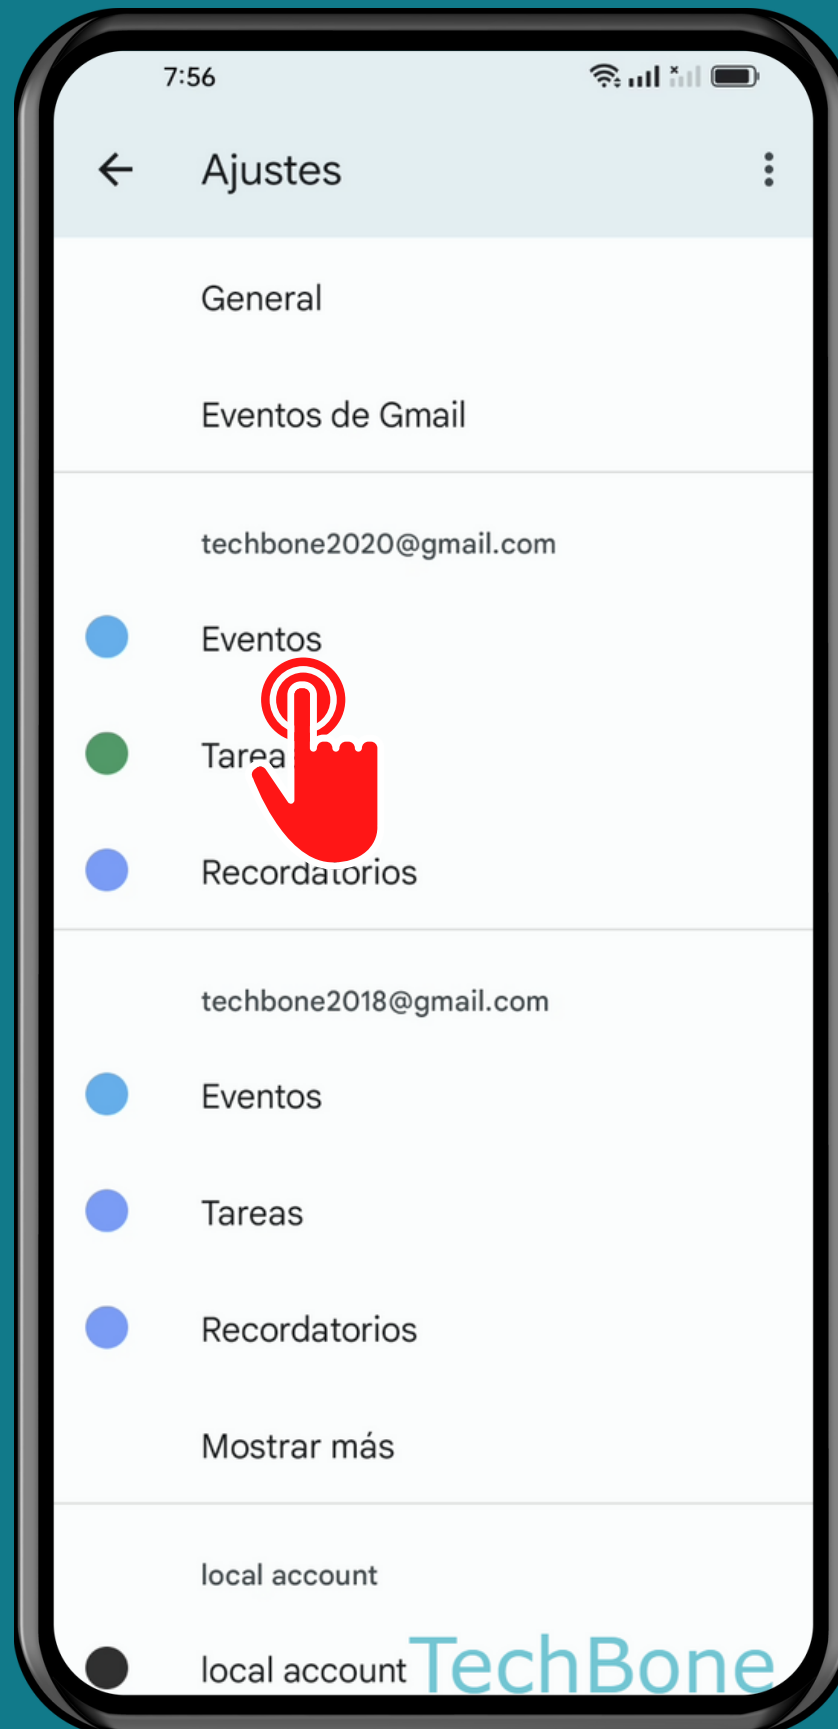 7:56
Ajustes
General
Eventos de Gmail
techbone2020@gmail.com
Eventos
Tarea
Recordatorios
techbone2018@gmail.com
Eventos
Tareas
Recordatorios
Mostrar más
local account
local account
TechBone